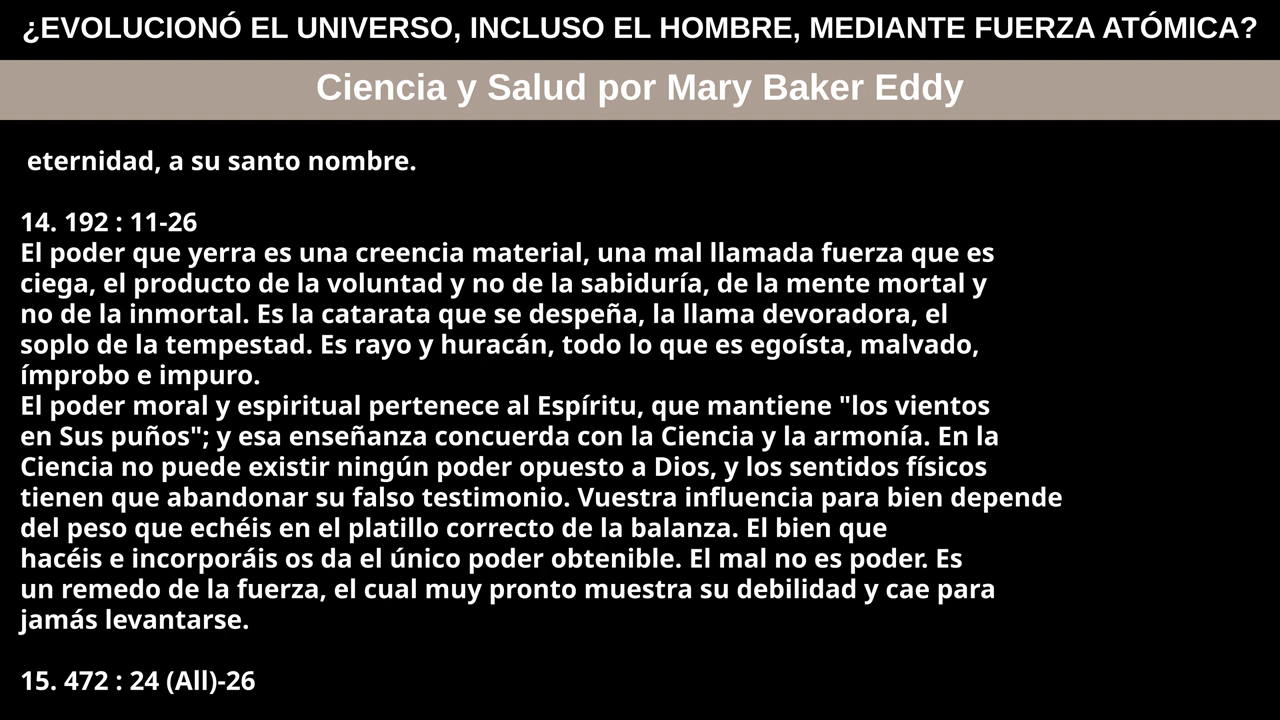 ¿EVOLUCIONÓ EL UNIVERSO, INCLUSO EL HOMBRE, MEDIANTE FUERZA ATÓMICA?
Ciencia y Salud por Mary Baker Eddy
eternidad, a su santo nombre.
14. 192 : 11-26
El poder que yerra es una creencia material, una mal llamada fuerza que es
ciega, el producto de la voluntad y no de la sabiduría, de la mente mortal y
no de la inmortal. Es la catarata que se despeña, la llama devoradora, el
soplo de la tempestad. Es rayo y huracán, todo lo que es egoísta, malvado,
ímprobo e impuro.
El poder moral y espiritual pertenece al Espíritu, que mantiene "los vientos
en Sus puños"; y esa enseñanza concuerda con la Ciencia y la armonía. En la
Ciencia no puede existir ningún poder opuesto a Dios, y los sentidos físicos
tienen que abandonar su falso testimonio. Vuestra influencia para bien depende
del peso que echéis en el platillo correcto de la balanza. El bien que
hacéis e incorporáis os da el único poder obtenible. El mal no es poder. Es
un remedo de la fuerza, el cual muy pronto muestra su debilidad y cae para
jamás levantarse.
15. 472 : 24 (All)-26